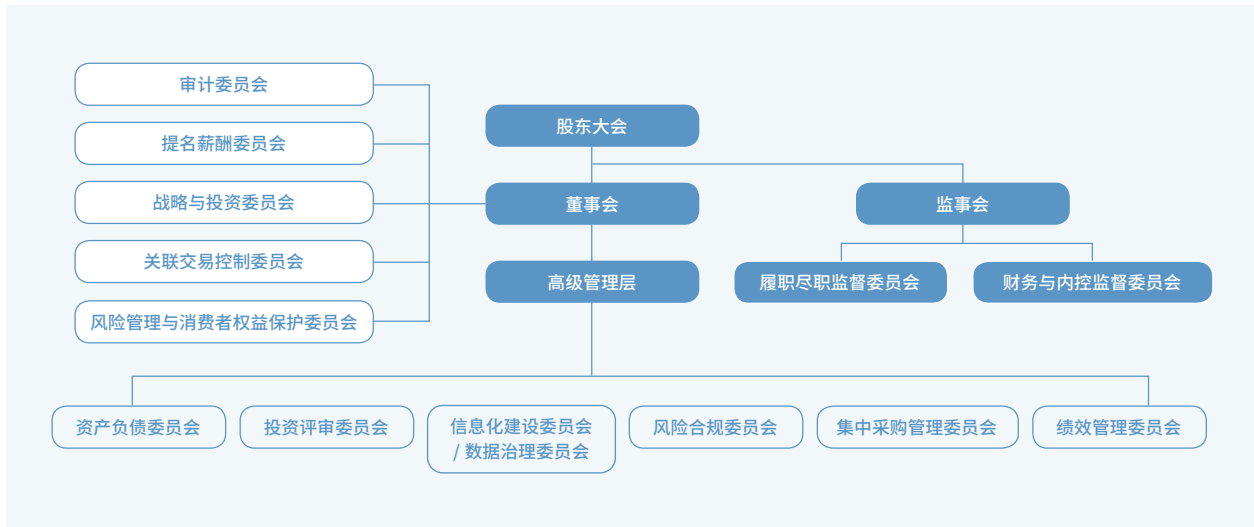 审计委员会
提名薪酬委员会
战略与投资委员会
关联交易控制委员会
风险管理与消费者权益保护委员会
股东大会
董事会
监事会
高级管理层
履职尽职监督委员会
财务与内控监督委员会
资产负债委员会
投资评审委员会
信息化建设委员会
/ 数据治理委员会
风险合规委员会
集中采购管理委员会
绩效管理委员会